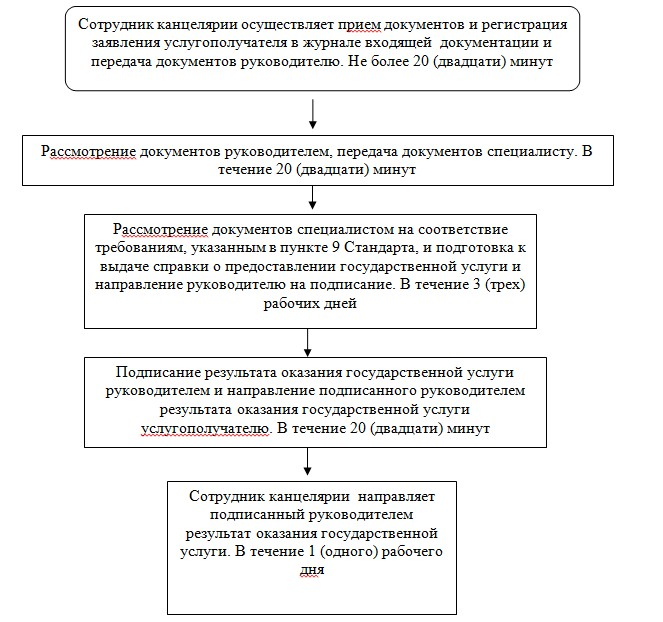 Сотрудник канцелярии осуществляет прием документов и регистрация
заявления услугополучателя в журнале входящей  документации и
передача документов руководителю. Не более 20 (двадцати) минут
Рассмотрение документов руководителем, передача документов специалисту. В
течение 20 (двадцати) минут
Рассмотрение документов специалистом на соответствие
требованиям, указанным в пункте 9 Стандарта, и подготовка к
выдаче справки о предоставлении государственной услуги и
направление руководителю на подписание. В течение 3 (трех)
рабочих дней
Подписание результата оказания государственной услуги
руководителем и направление подписанного руководителем
результата оказания государственной услуги
услугополучателю. В течение 20 (двадцати) минут
Сотрудник канцелярии  направляет
подписанный руководителем
результат оказания государственной
услуги. В течение 1 (одного) рабочего
дня